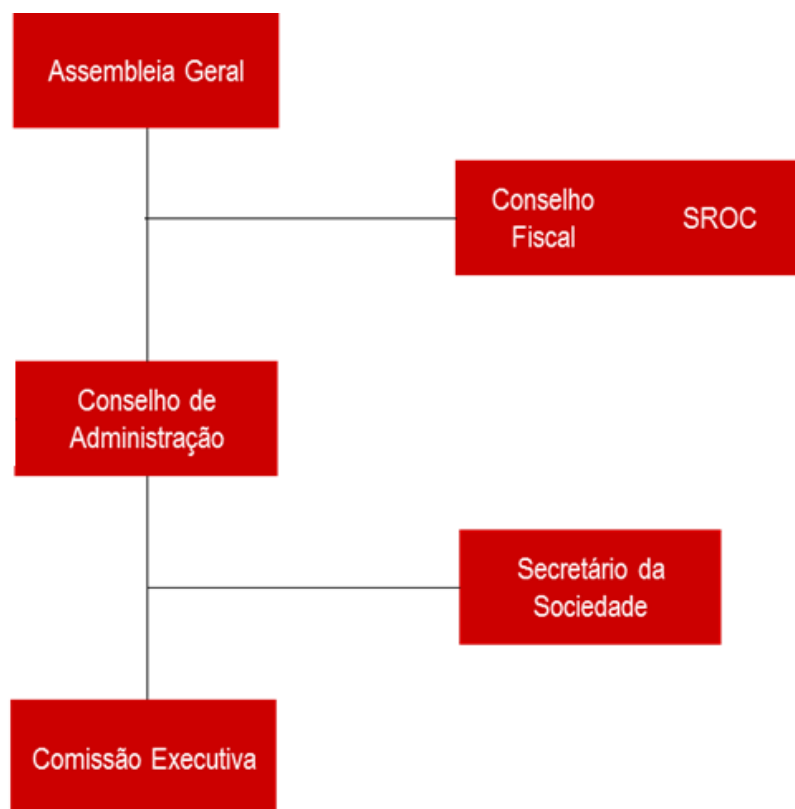 Assembleia Geral
Conselho
Fiscal
SROC
Conselho de
Administração
Secretário da
Sociedade
Comissão Executiva